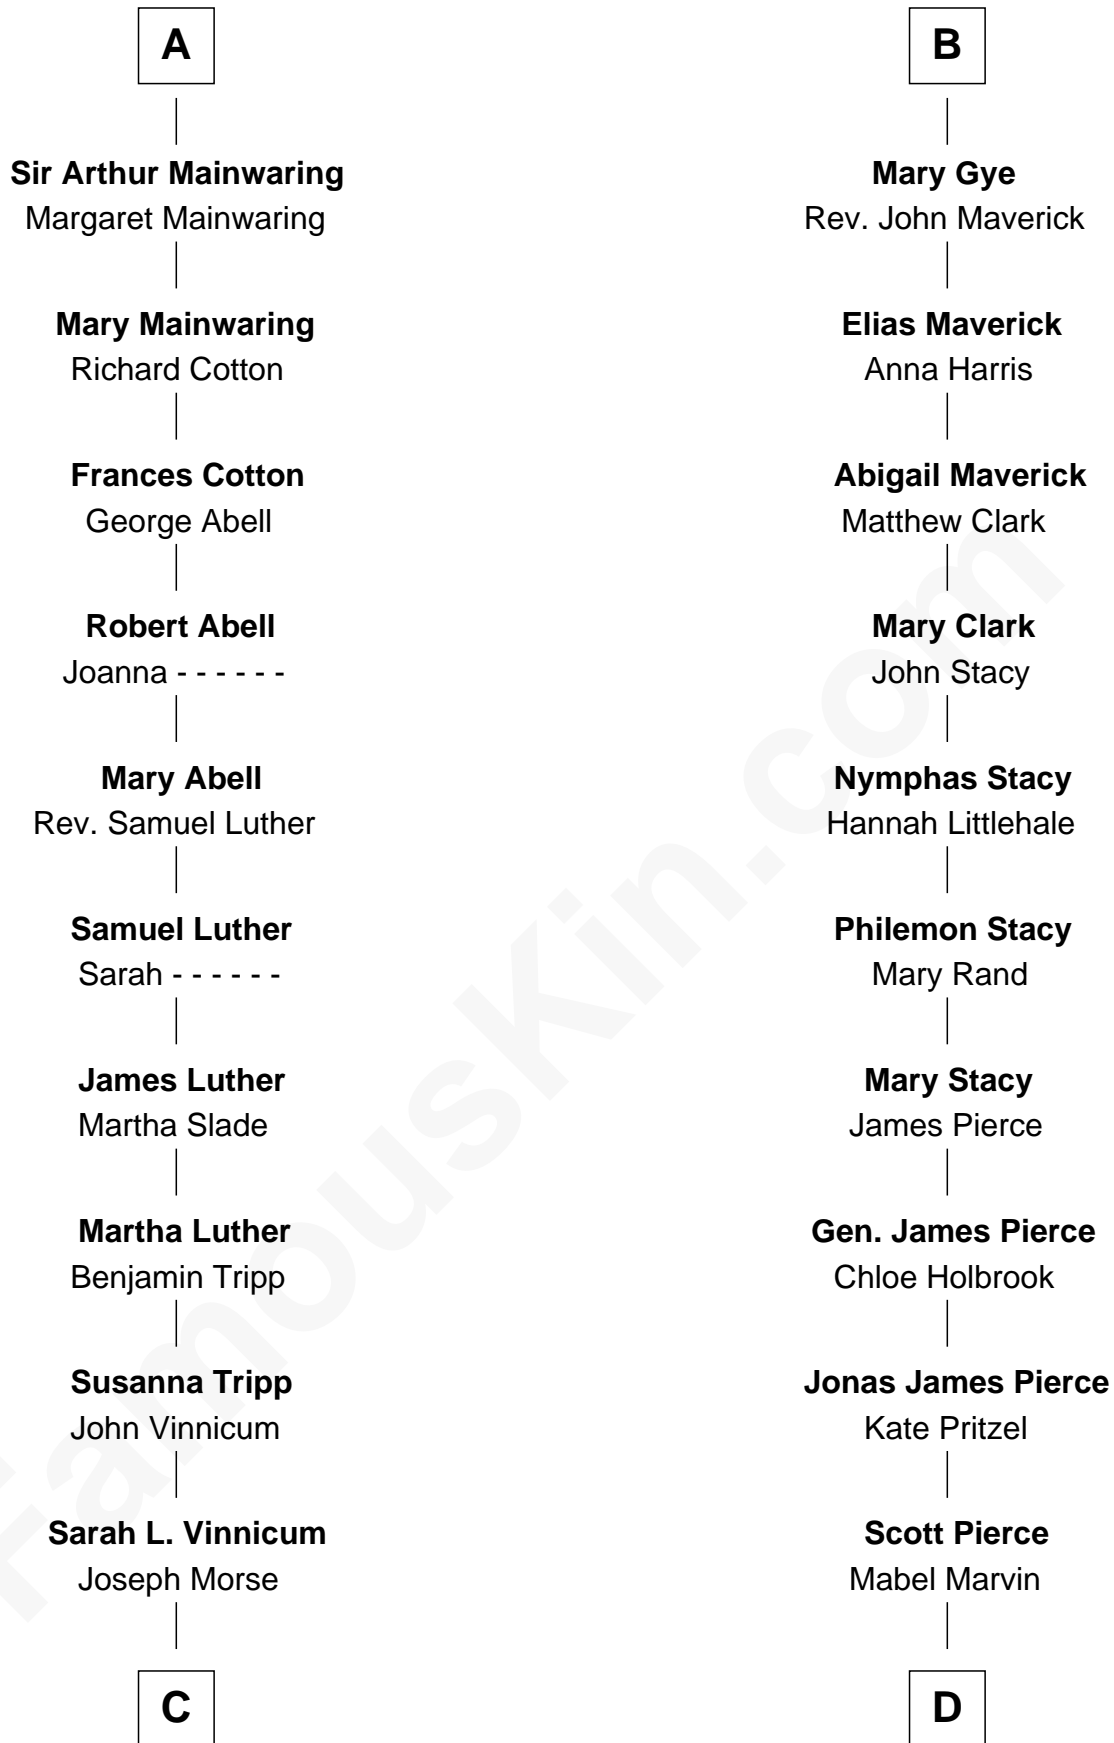 A
Sir Arthur Mainwaring
Margaret Mainwaring
Mary Mainwaring
Richard Cotton
Frances Cotton
George Abell
Robert Abell
Joanna - - - - - -
Mary Abell
Rev. Samuel Luther
Samuel Luther
Sarah - - - - - -
James Luther
Martha Slade
Martha Luther
Benjamin Tripp
Susanna Tripp
John Vinnicum
Sarah L. Vinnicum
Joseph Morse
C
B
Mary Gye
Rev. John Maverick
Elias Maverick
Anna Harris
Abigail Maverick
Matthew Clark
Mary Clark
John Stacy
Nymphas Stacy
Hannah Littlehale
Philemon Stacy
Mary Rand
Mary Stacy
James Pierce
Gen. James Pierce
Chloe Holbrook
Jonas James Pierce
Kate Pritzel
Scott Pierce
Mabel Marvin
D
FamousKin.com